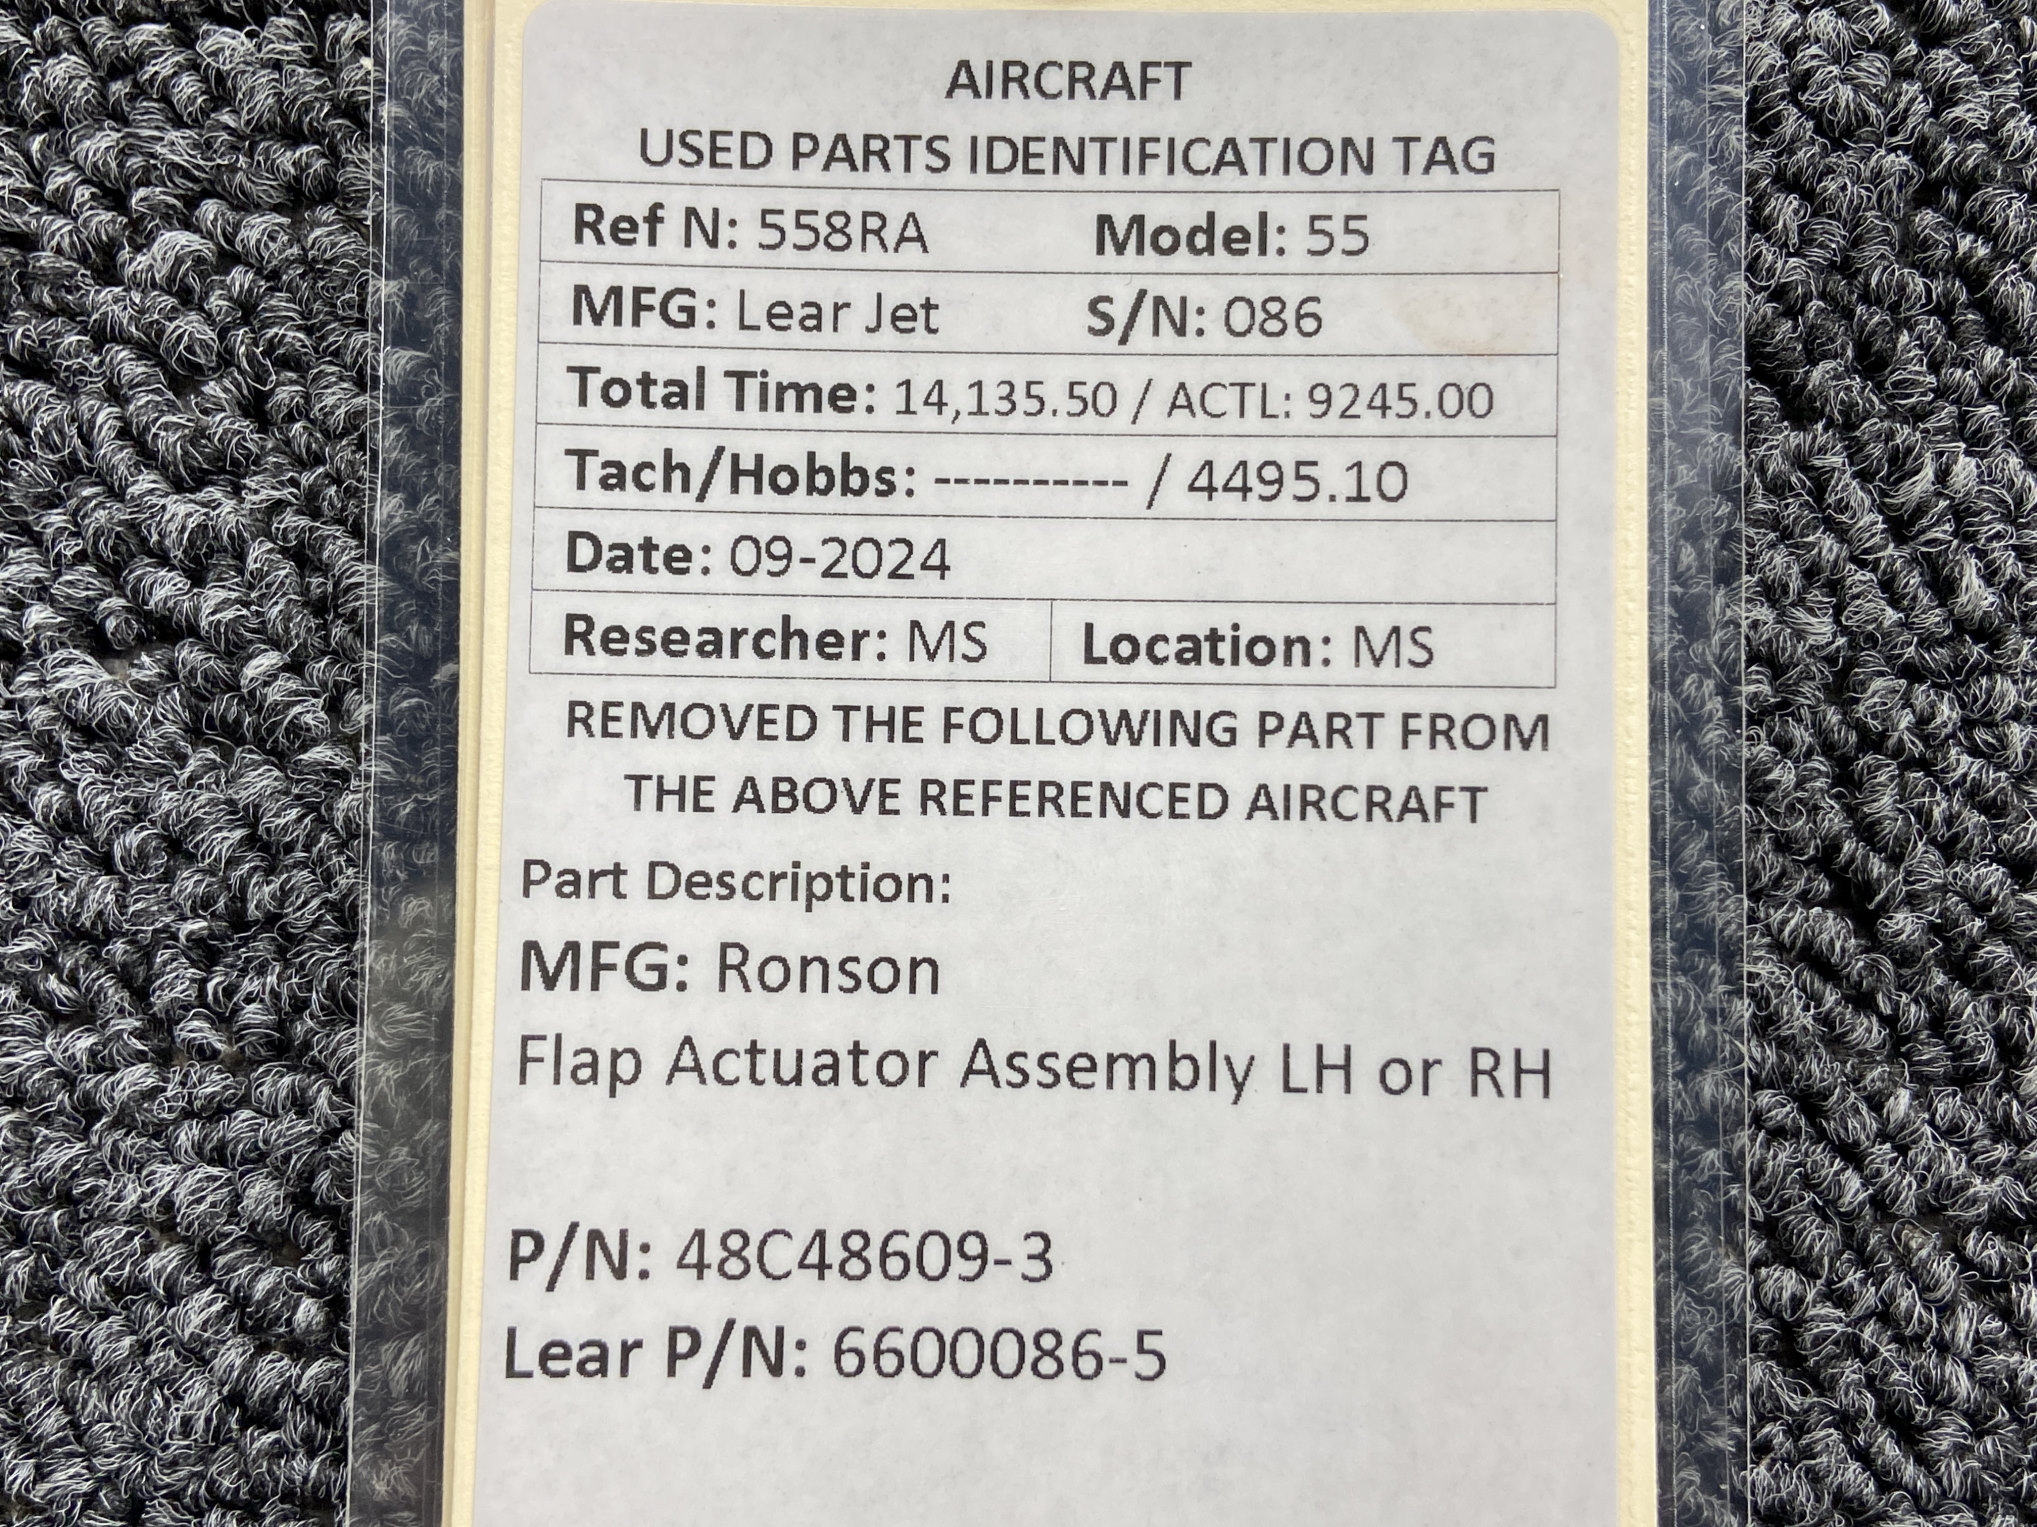 AIRCRAFT
USED PARTS IDENTIFICATION TAG
Ref N: 558RA Model: 55
MFG: Lear Jet S/N: 086
Total Time: 14,135.50 / ACTL: 9245.00
Tach/Hobbs: ---------- / 4495.10
Date: 09-2024
Researcher: MS Location: MS
REMOVED THE FOLLOWING PART FROM
THE ABOVE REFERENCED AIRCRAFT
Part Description:
MFG: Ronson
Flap Actuator Assembly LH or RH
P/N: 48C48609-3
Lear P/N: 6600086-5